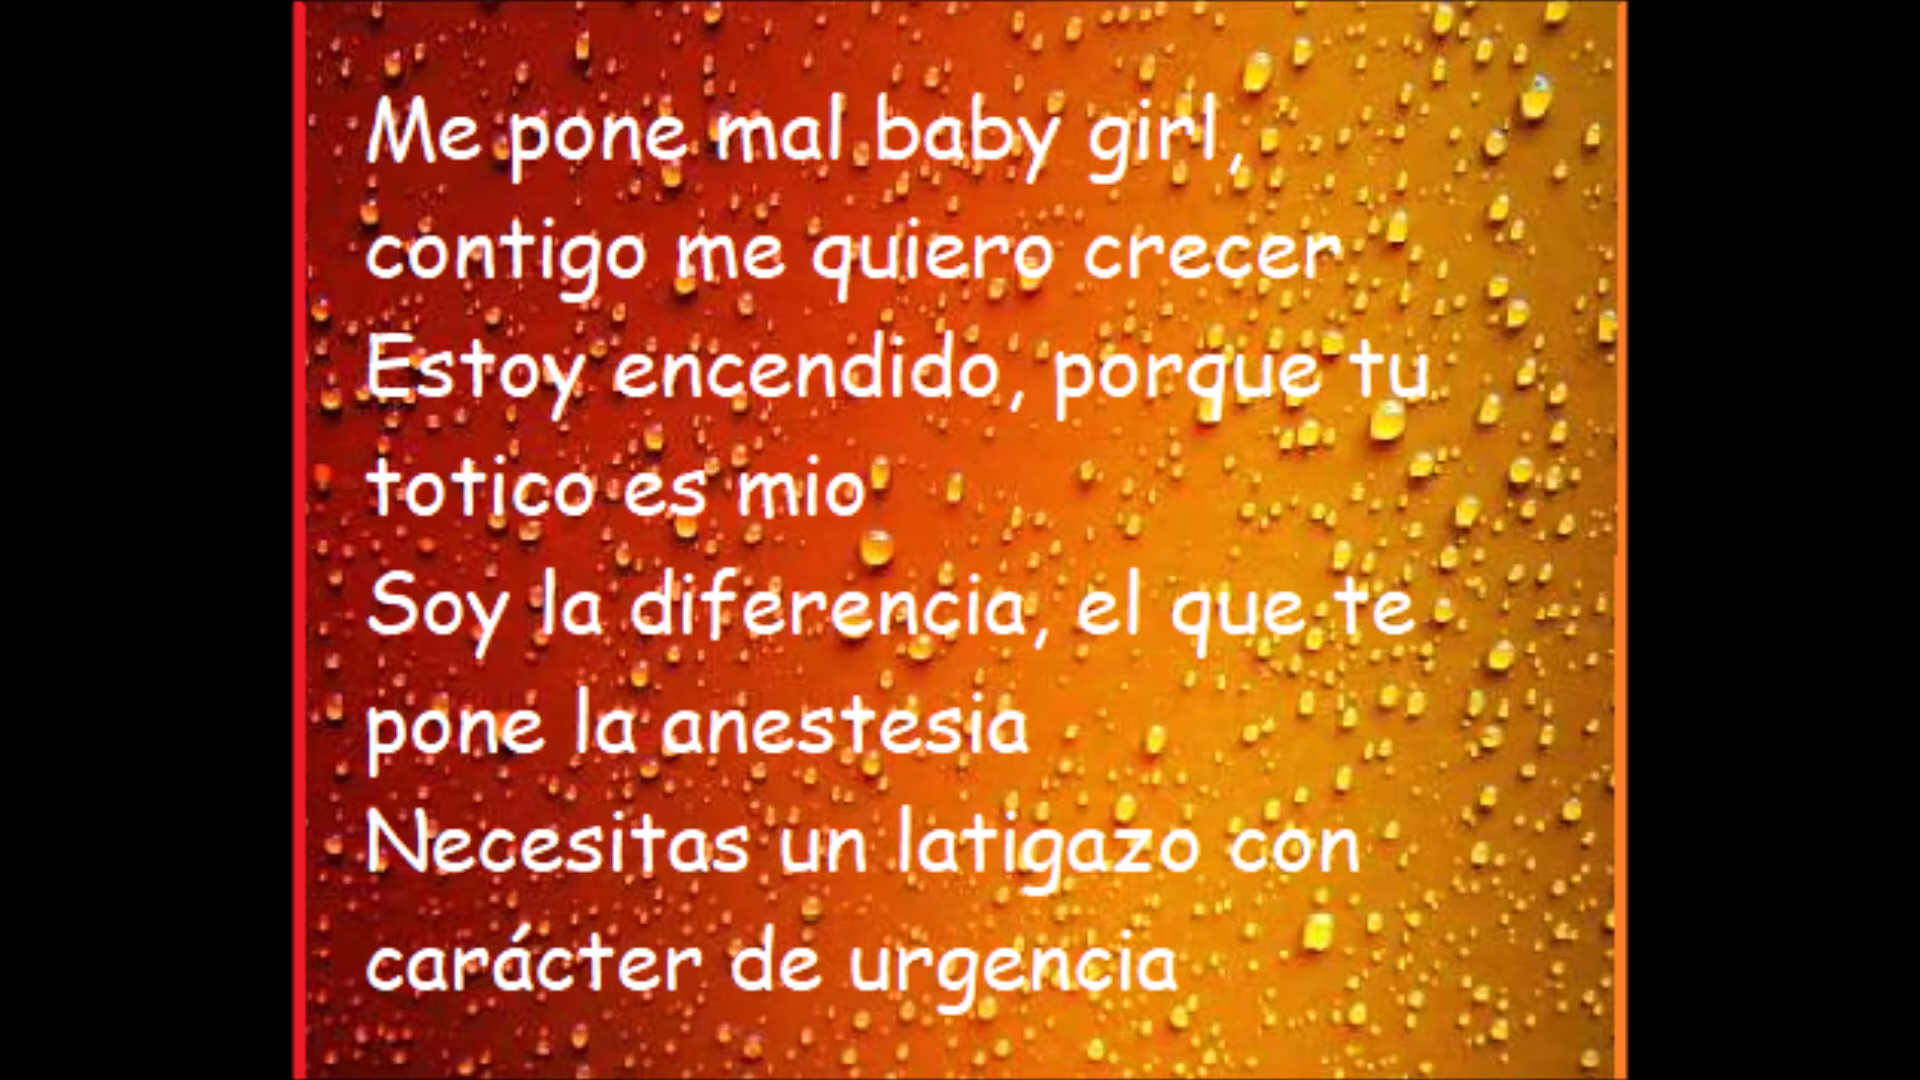 Me pone mal baby girl,
contigo me quiero crecer
Estoy encendido, porque tu
totico es mio
Soy la diferencia, el que te
pone la anestesia
Necesitas un latigazo con
carácter de urgencia